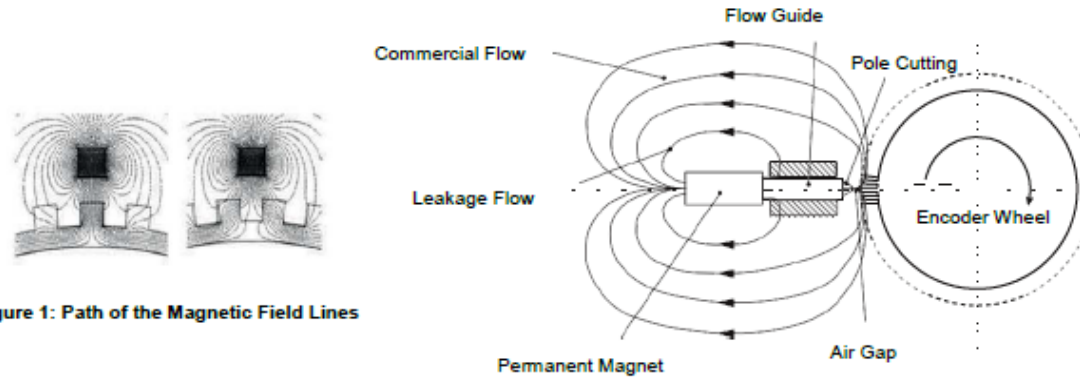 Flow Guide
Commercial Flow
Pole Cutting
Leakage Flow
Encoder Wheel
gure 1: Path of the Magnetic Field Lines
Air Gap
Permanent Magnet